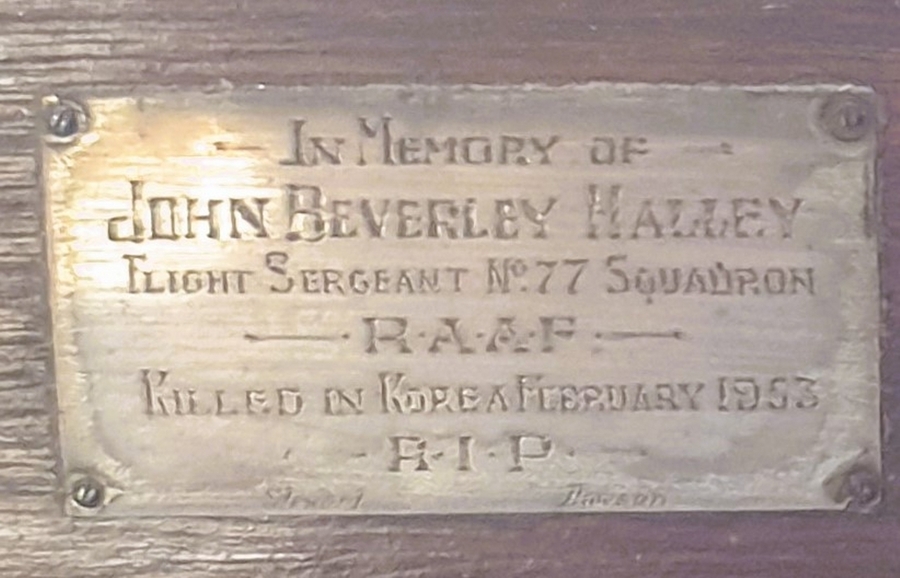 - IN MEMORY OF -
JOHN BEVERLEY HALLEY
FLIGHT SERGEANT No. 77 SQUADRON
—· R·A·A·F ·—
KILLED IN KOREA FEBRUARY 1953
· - R·I·P· -